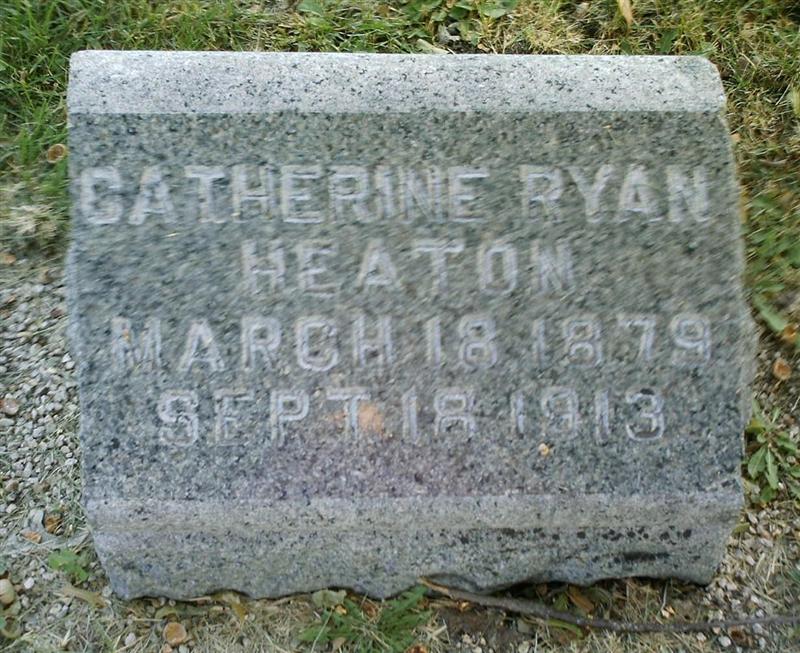 CATHERINE RYAN
HEATON
MARCH 18 1879
SEPT 18 1913